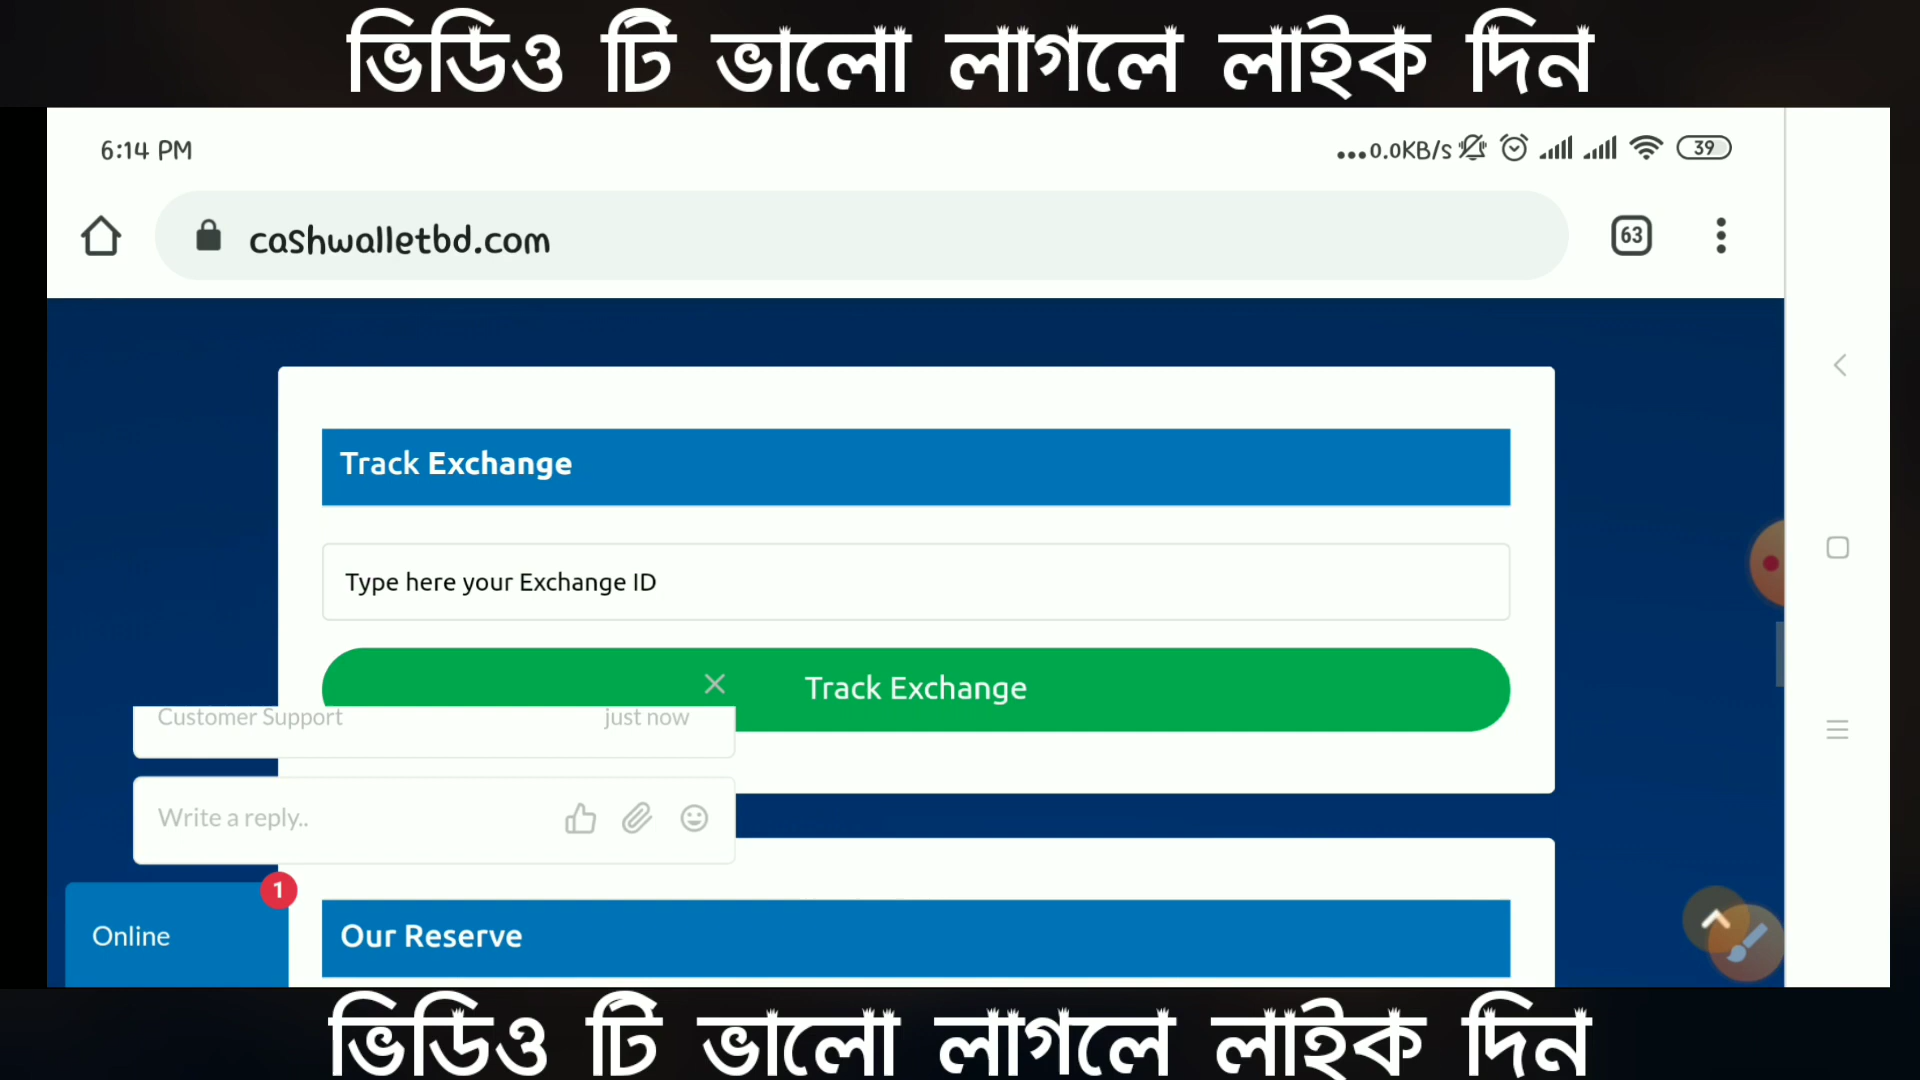 ভিডিও টি ভালো লাগলে লাইক দিন
6:14 PM
...0.0KB/s
39
cashwalletbd.com
63
Track Exchange
Type here your Exchange ID
Track Exchange
Customer Support just now
Write a reply..
1
Online
Our Reserve
ভিডিও টি ভালো লাগলে লাইক দিন